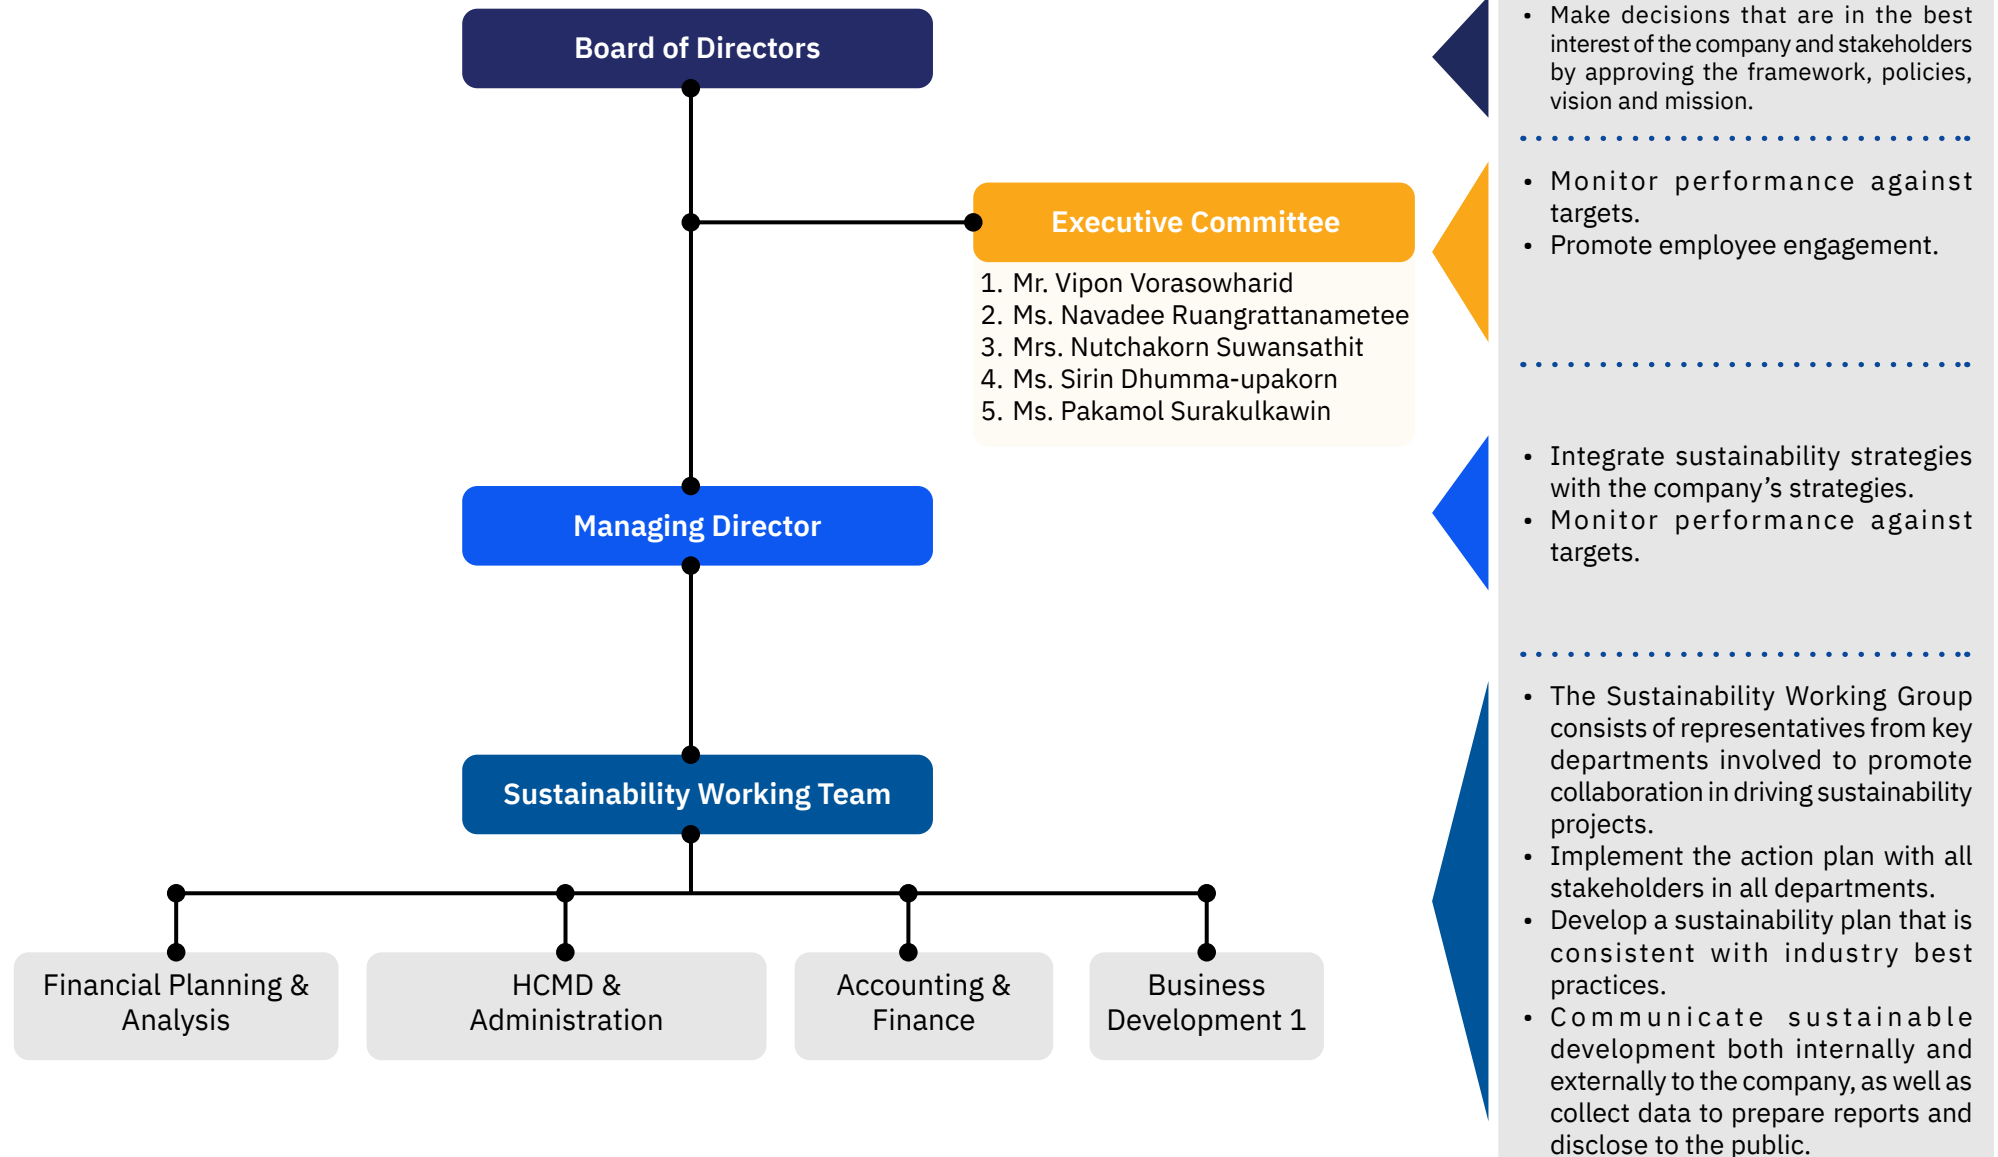 Board of Directors
• Make decisions that are in the best
interest of the company and stakeholders
by approving the framework, policies,
vision and mission.
Executive Committee
1. Mr. Vipon Vorasowharid
2. Ms. Navadee Ruangrattanametee
3. Mrs. Nutchakorn Suwansathit
4. Ms. Sirin Dhumma-upakorn
5. Ms. Pakamol Surakulkawin
• Monitor performance against
targets.
• Promote employee engagement.
Managing Director
• Integrate sustainability strategies
with the company’s strategies.
• Monitor performance against
targets.
Sustainability Working Team
Financial Planning &
Analysis
HCMD &
Administration
Accounting &
Finance
Business
Development 1
• The Sustainability Working Group
consists of representatives from key
departments involved to promote
collaboration in driving sustainability
projects.
• Implement the action plan with all
stakeholders in all departments.
• Develop a sustainability plan that is
consistent with industry best
practices.
• Communicate sustainable
development both internally and
externally to the company, as well as
collect data to prepare reports and
disclose to the public.